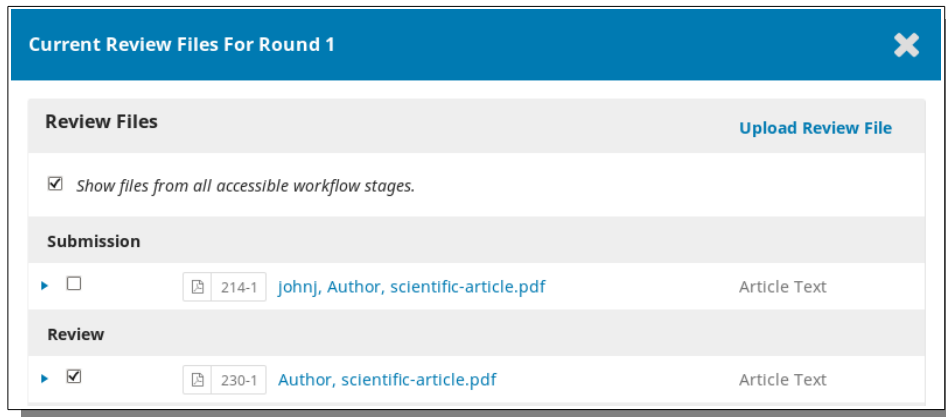 Current Review Files For Round 1
Review Files
Upload Review File
Show files from all accessible workflow stages.
Submission
214-1 johnj, Author, scientific-article.pdf Article Text
Review
230-1 Author, scientific-article.pdf Article Text